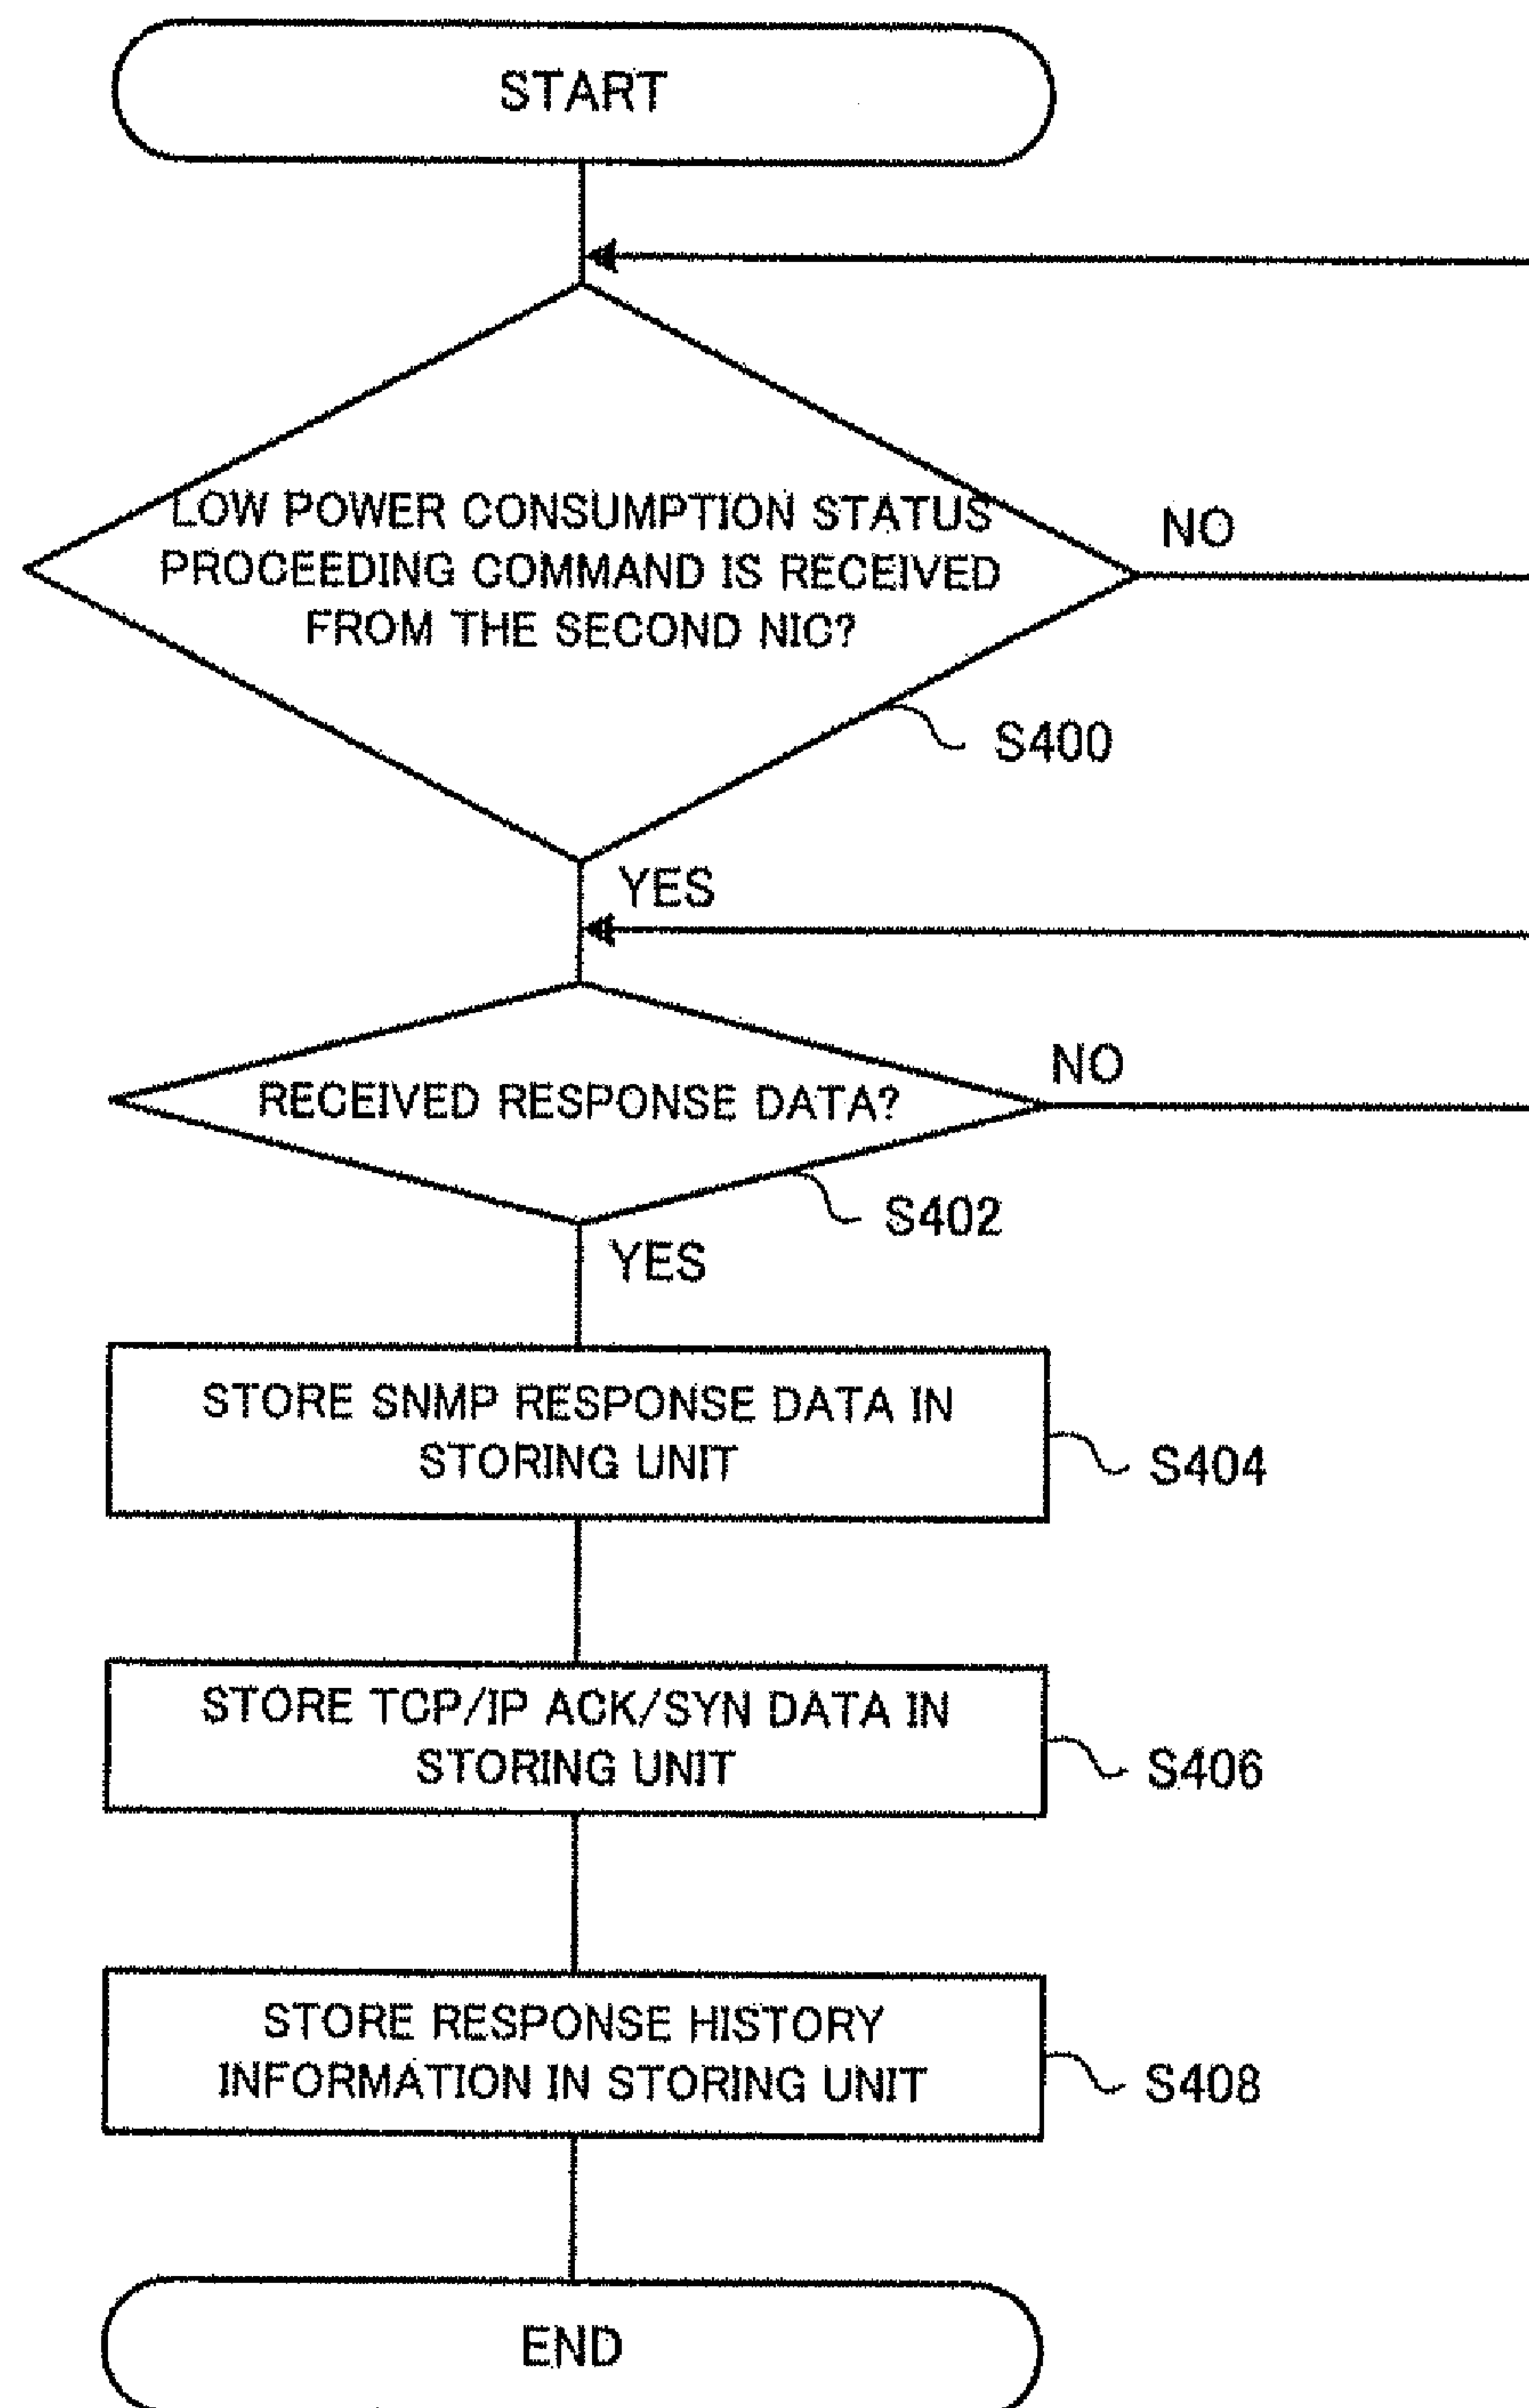 START
LOW POWER CONSUMPTION STATUS
PROCEEDING COMMAND IS RECEIVED
FROM THE SECOND NIC?
NO
S400
YES
RECEIVED RESPONSE DATA?
NO
S402
YES
STORE SNMP RESPONSE DATA IN
STORING UNIT
S404
STORE TCP/IP ACK/SYN DATA IN
STORING UNIT
S406
STORE RESPONSE HISTORY
INFORMATION IN STORING UNIT
S408
END